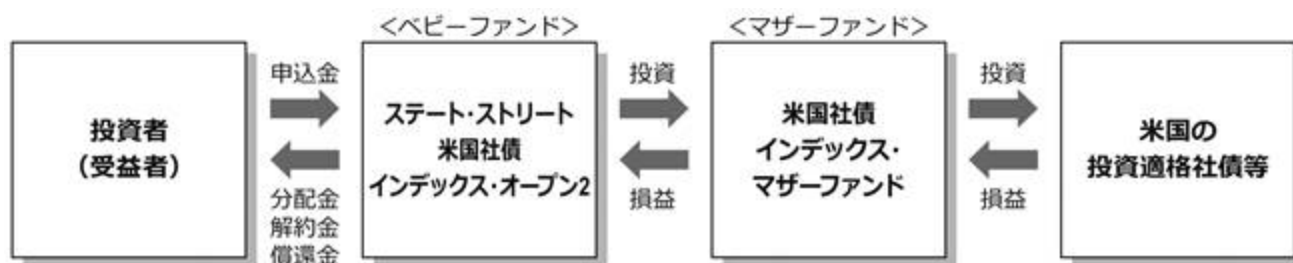 <ベビーファンド>
<マザーファンド>
投資者
（受益者）
申込金
分配金
解約金
償還金
ステート・ストリート
米国社債
インデックス・オープン2
投資
損益
米国社債
インデックス・
マザーファンド
投資
損益
米国の
投資適格社債等